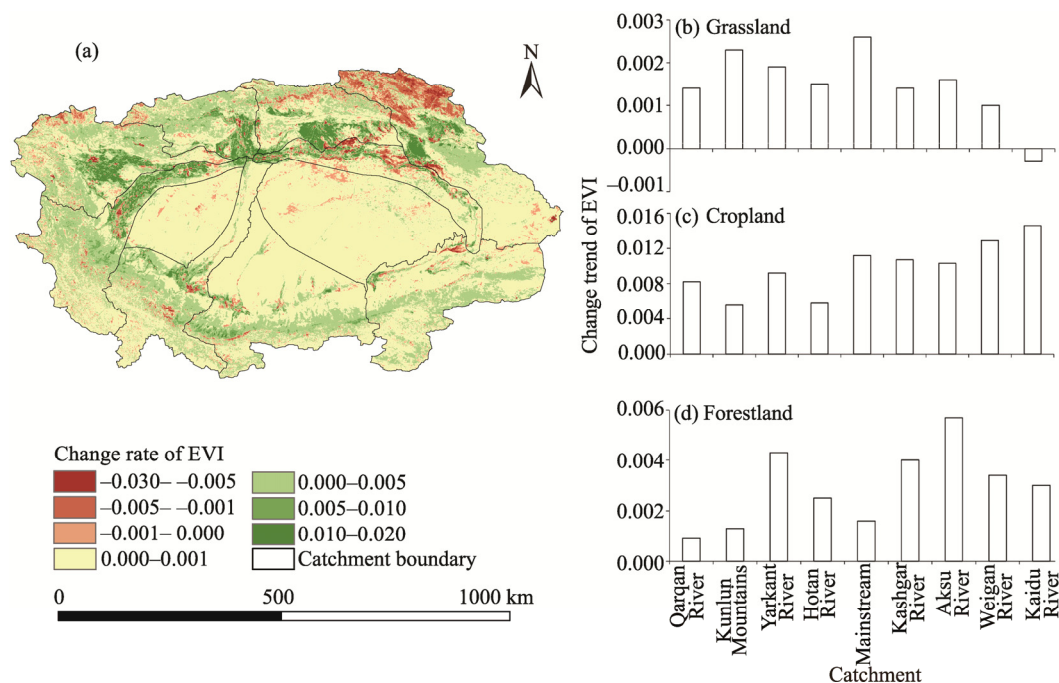 (a)
N
Change rate of EVI
–0.030– –0.005
–0.005– –0.001
–0.001– 0.000
0.000–0.001
0.000–0.005
0.005–0.010
0.010–0.020
Catchment boundary
0
500
1000 km
Change trend of EVI
(b) Grassland
0.003
0.002
0.001
0.000
–0.001
(c) Cropland
0.016
0.012
0.008
0.004
0.000
(d) Forestland
0.006
0.004
0.002
0.000
Qarqan
River
Kunlun
Mountains
Yarkant
River
Hotan
River
Mainstream
Kashgar
River
Aksu
River
Weigan
River
Kaidu
River
Catchment